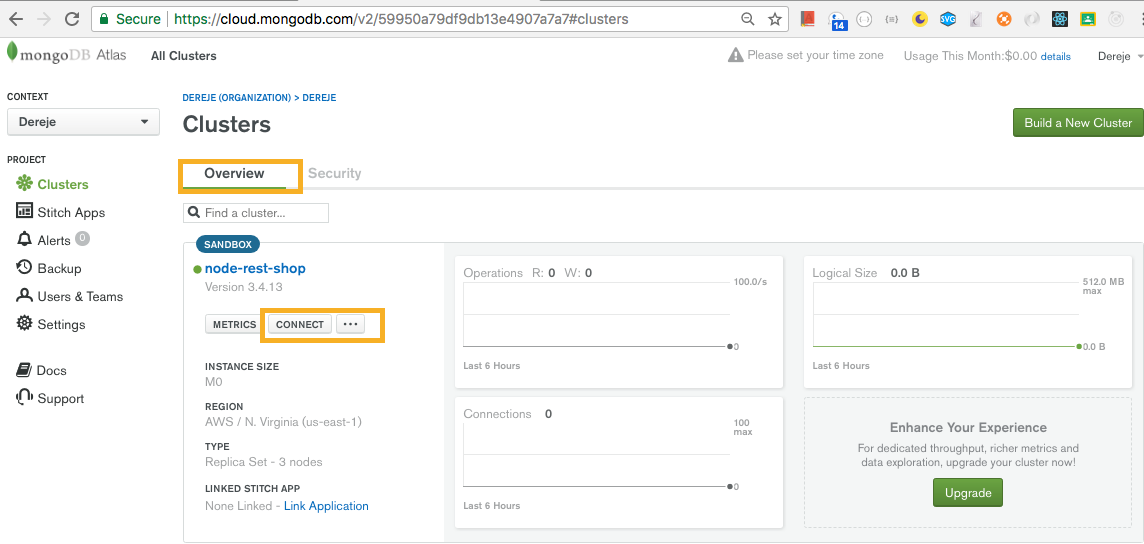 Secure https://cloud.mongodb.com/v2/59950a79df9db13e4907a7a7#clusters
14
mongoDB Atlas All Clusters Please set your time zone Usage This Month:$0.00 details Dereje
CONTEXT
Dereje
PROJECT
Clusters
Stitch Apps
Alerts 0
Backup
Users & Teams
Settings
Docs
Support
DEREJE (ORGANIZATION) > DEREJE
Clusters
Build a New Cluster
Overview Security
Find a cluster...
SANDBOX
node-rest-shop
Version 3.4.13
METRICS CONNECT ...
INSTANCE SIZE
M0
REGION
AWS / N. Virginia (us-east-1)
TYPE
Replica Set - 3 nodes
LINKED STITCH APP
None Linked - Link Application
Operations R: 0 W: 0
100.0/s
0
Last 6 Hours
Logical Size 0.0 B
512.0 MB
max
0.0 B
Last 6 Hours
Connections 0
100
max
0
Last 6 Hours
Enhance Your Experience
For dedicated throughput, richer metrics and
data exploration, upgrade your cluster now!
Upgrade